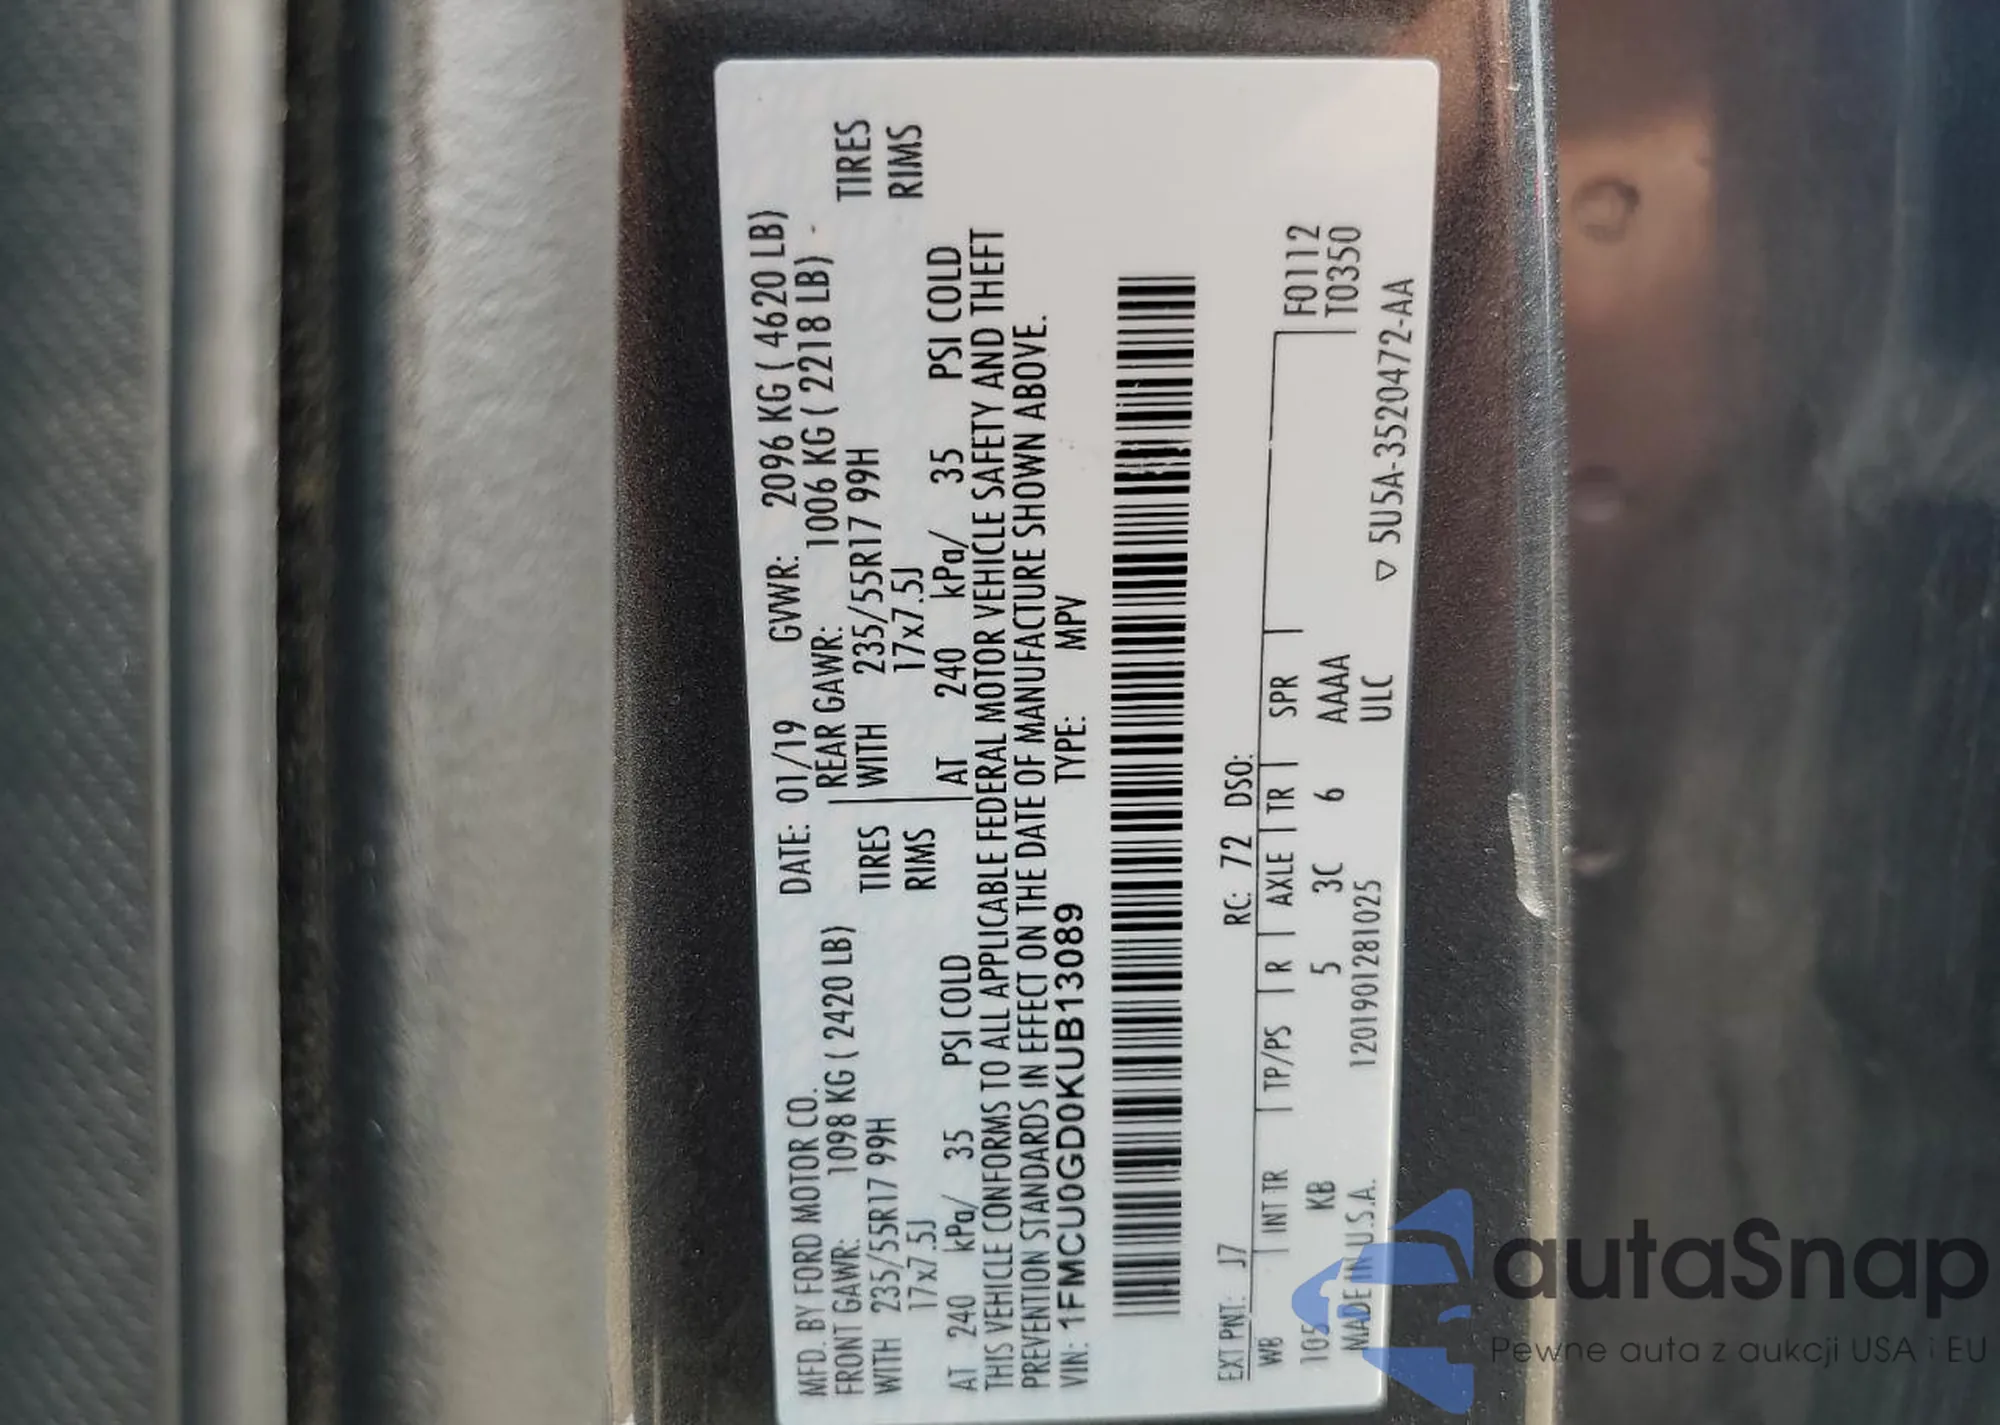 MFD. BY FORD MOTOR CO. DATE: 01/19 GVWR: 2096 KG ( 4620 LB)
FRONT GAWR: 1098 KG ( 2420 LB) REAR GAWR: 1006 KG ( 2218 LB)
WITH 235/55R17 99H TIRES WITH 235/55R17 99H TIRES
17x7.5J RIMS 17x7.5J RIMS
AT 240 kPa/ 35 PSI COLD AT 240 kPa/ 35 PSI COLD
THIS VEHICLE CONFORMS TO ALL APPLICABLE FEDERAL MOTOR VEHICLE SAFETY AND THEFT
PREVENTION STANDARDS IN EFFECT ON THE DATE OF MANUFACTURE SHOWN ABOVE.
VIN: 1FMCU0GD0KUB13089 TYPE: MPV
EXT PNT: J7 RC: 72 DSO:
WB INT TR TP/PS R AXLE TR SPR F0112
105 KB 5 3C 6 AAAA T0350
MADE IN U.S.A. 1201901281025 ULC
▽ 5U5A-3520472-AA
autaSnap
Pewne auta z aukcji USA i EU